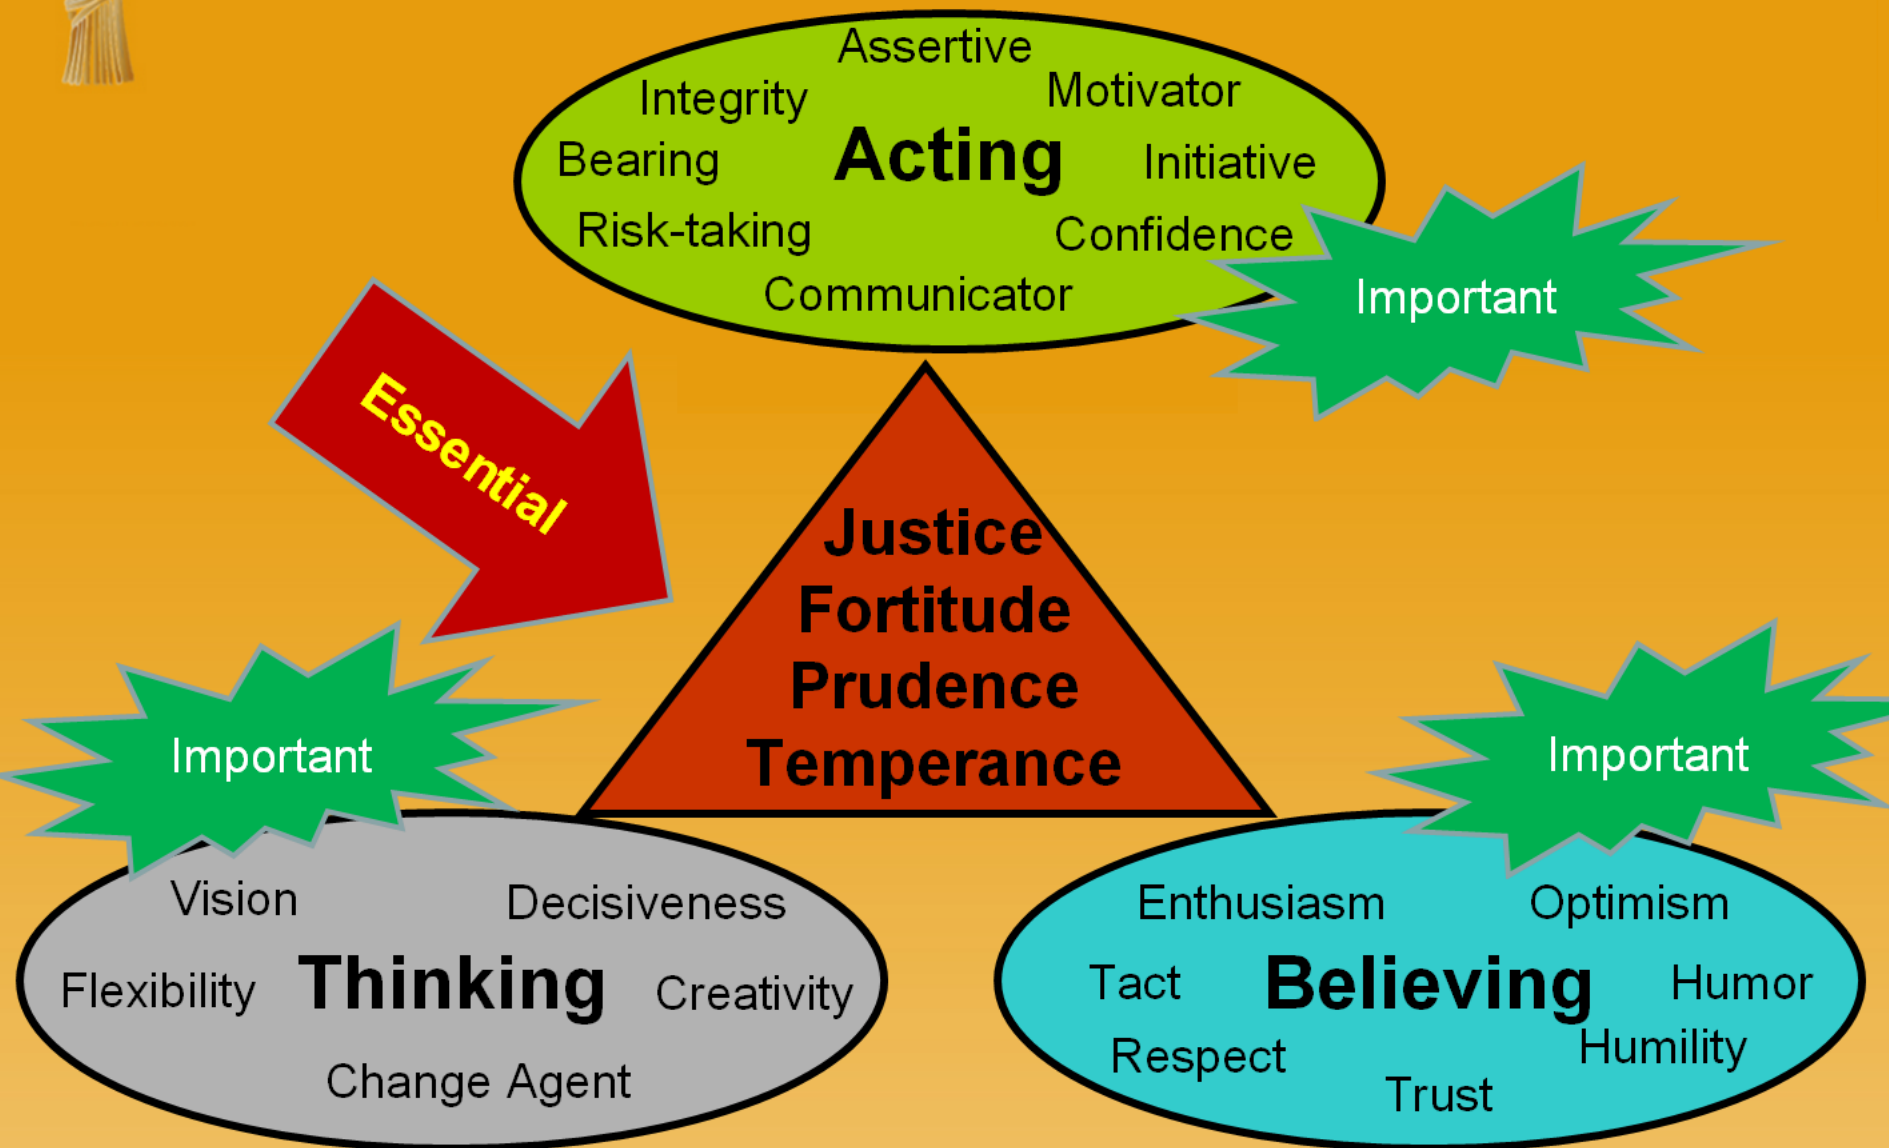 Assertive
Integrity
Motivator
Bearing
Acting
Initiative
Risk-taking
Confidence
Communicator
Important
Essential
Justice
Fortitude
Prudence
Temperance
Important
Important
Vision
Decisiveness
Flexibility
Thinking
Creativity
Change Agent
Enthusiasm
Optimism
Tact
Believing
Humor
Respect
Humility
Trust